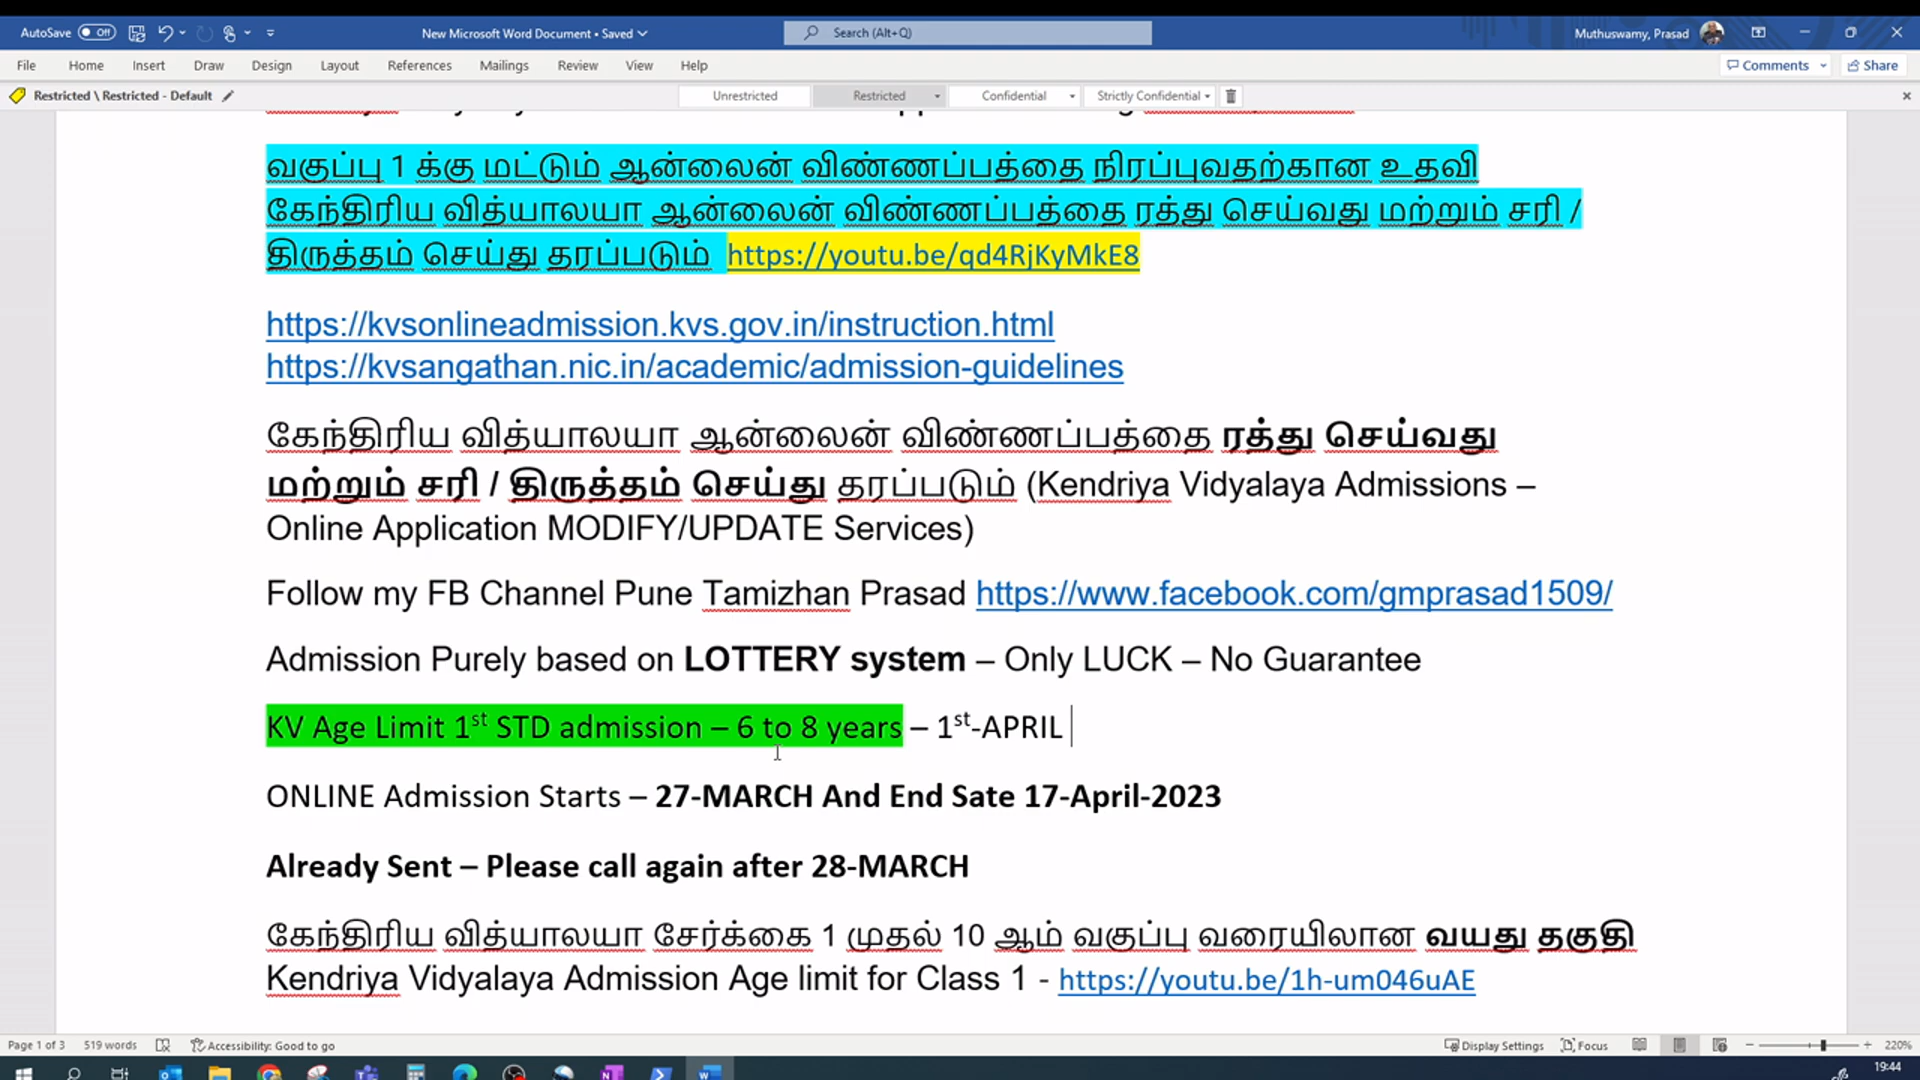 AutoSave Off New Microsoft Word Document • Saved Search (Alt+Q) Muthuswamy, Prasad
File Home Insert Draw Design Layout References Mailings Review View Help Comments Share
Restricted \ Restricted - Default Unrestricted Restricted Confidential Strictly Confidential
வகுப்பு 1 க்கு மட்டும் ஆன்லைன் விண்ணப்பத்தை நிரப்புவதற்கான உதவி
கேந்திரிய வித்யாலயா ஆன்லைன் விண்ணப்பத்தை ரத்து செய்வது மற்றும் சரி /
திருத்தம் செய்து தரப்படும் https://youtu.be/qd4RjKyMkE8
https://kvsonlineadmission.kvs.gov.in/instruction.html
https://kvsangathan.nic.in/academic/admission-guidelines
கேந்திரிய வித்யாலயா ஆன்லைன் விண்ணப்பத்தை ரத்து செய்வது
மற்றும் சரி / திருத்தம் செய்து தரப்படும் (Kendriya Vidyalaya Admissions –
Online Application MODIFY/UPDATE Services)
Follow my FB Channel Pune Tamizhan Prasad https://www.facebook.com/gmprasad1509/
Admission Purely based on LOTTERY system – Only LUCK – No Guarantee
KV Age Limit 1st STD admission – 6 to 8 years – 1st-APRIL
ONLINE Admission Starts – 27-MARCH And End Sate 17-April-2023
Already Sent – Please call again after 28-MARCH
கேந்திரிய வித்யாலயா சேர்க்கை 1 முதல் 10 ஆம் வகுப்பு வரையிலான வயது தகுதி
Kendriya Vidyalaya Admission Age limit for Class 1 - https://youtu.be/1h-um046uAE
Page 1 of 3 519 words Accessibility: Good to go Display Settings Focus 220%
19:44